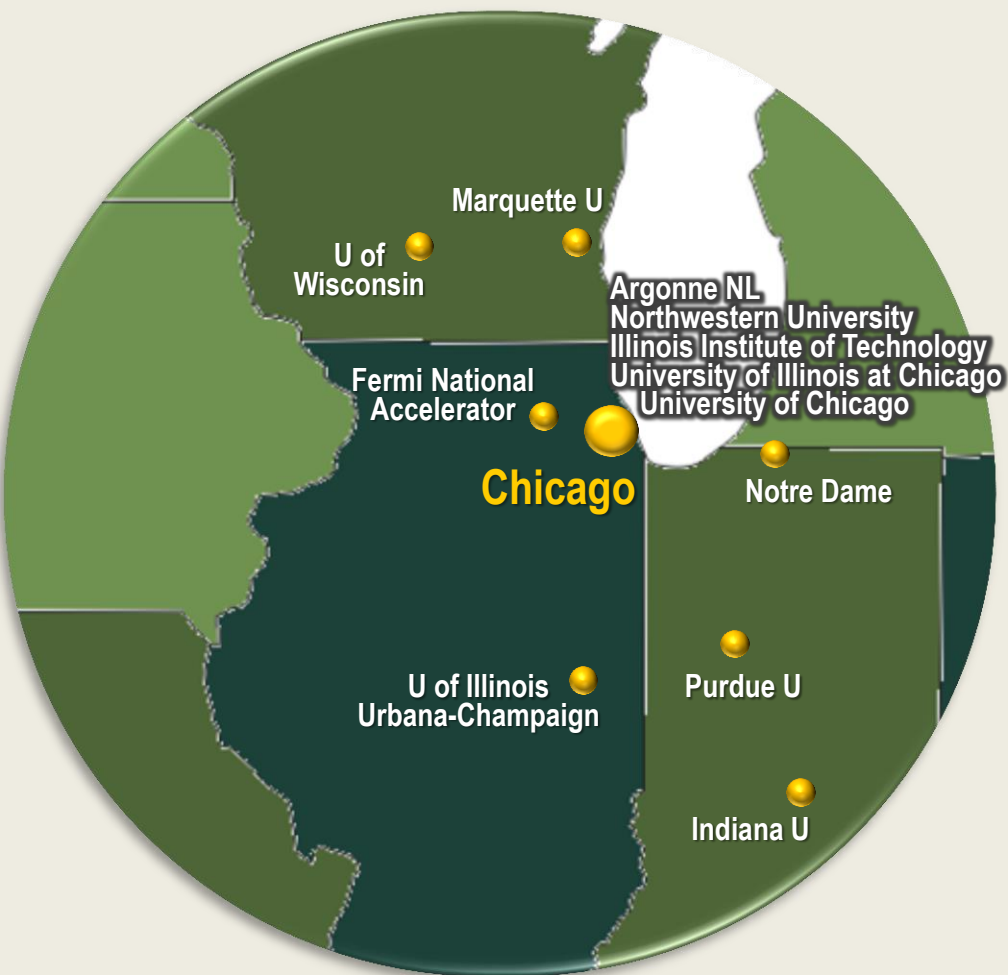 Marquette U
U of
Wisconsin
Argonne NL
Northwestern University
Illinois Institute of Technology
University of Illinois at Chicago
University of Chicago
Fermi National
Accelerator
Chicago
Notre Dame
U of Illinois
Urbana-Champaign
Purdue U
Indiana U